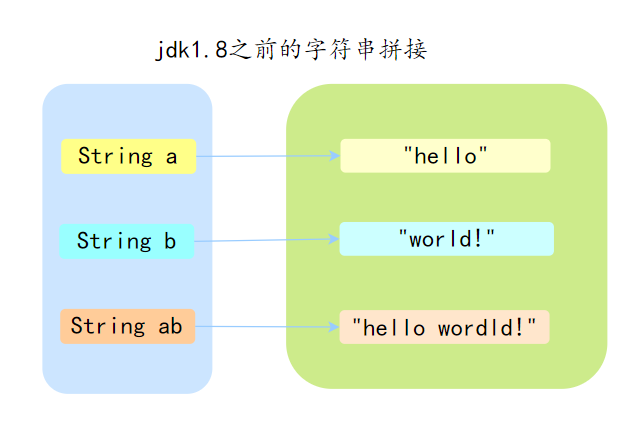 jdk1.8之前的字符串拼接
String a
"hello"
String b
"world!"
String ab
"hello wordld!"